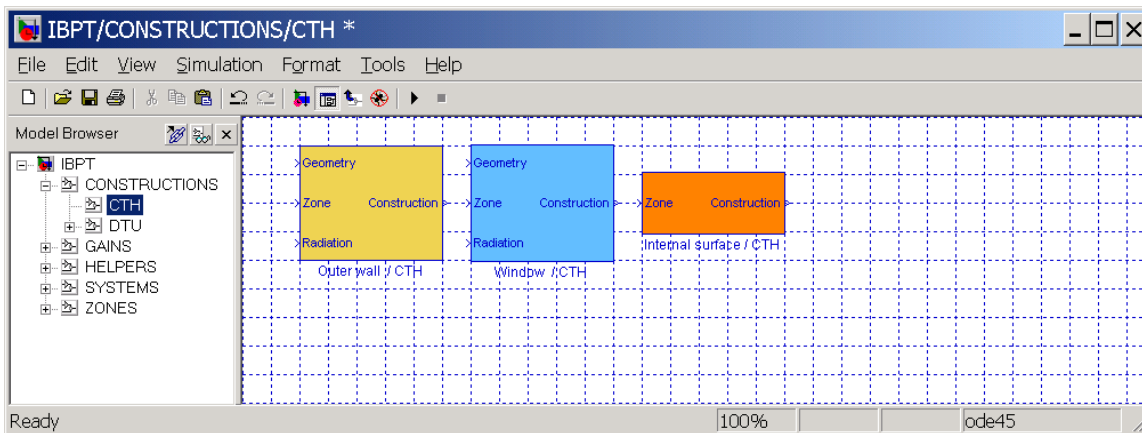 IBPT/CONSTRUCTIONS/CTH *
File Edit View Simulation Format Tools Help
Model Browser
IBPT
CONSTRUCTIONS
CTH
DTU
GAINS
HELPERS
SYSTEMS
ZONES
Geometry
Zone Construction
Radiation
Outer wall / CTH
Geometry
Zone Construction
Radiation
Window / CTH
Zone Construction
Internal surface / CTH
Ready 100% ode45